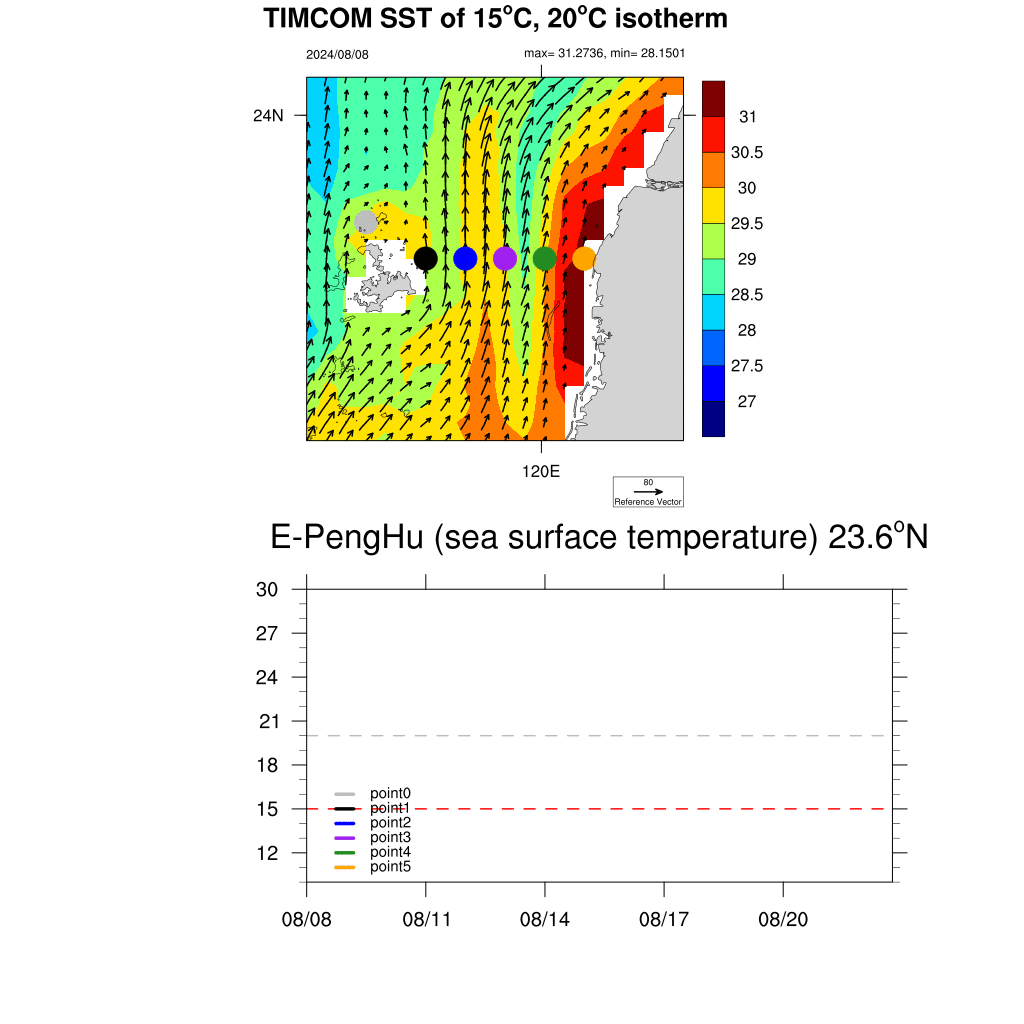 TIMCOM SST of 15°C, 20°C isotherm
2024/08/08
max= 31.2736, min= 28.1501
24N
31
30.5
30
29.5
29
28.5
28
27.5
27
120E
80
Reference Vector
E-PengHu (sea surface temperature) 23.6°N
30
27
24
21
18
15
12
point0
point1
point2
point3
point4
point5
08/08 08/11 08/14 08/17 08/20